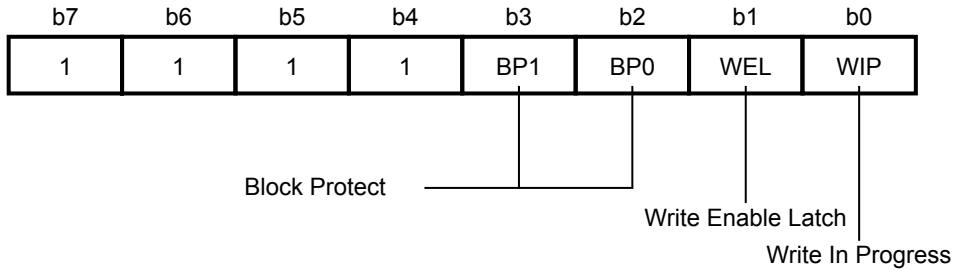 b7 b6 b5 b4 b3 b2 b1 b0
1 1 1 1 BP1 BP0 WEL WIP
Block Protect
Write Enable Latch
Write In Progress